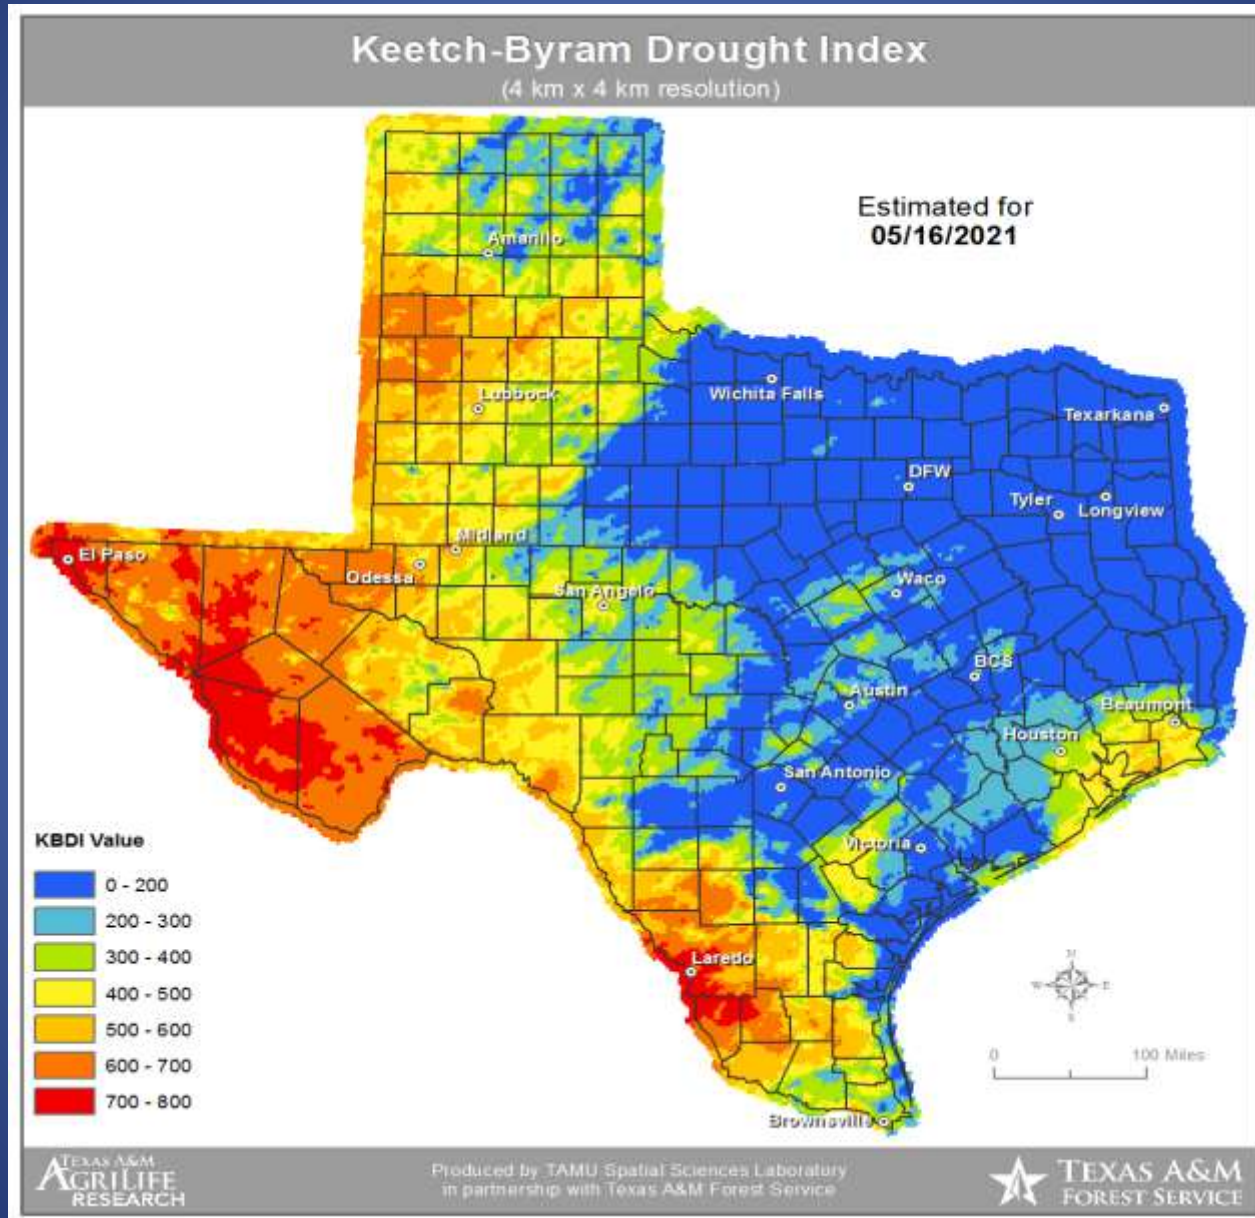 Keetch-Byram Drought Index
(4 km x 4 km resolution)
Estimated for
05/16/2021
Amarillo
Lubbock
Wichita Falls
Texarkana
DFW
Tyler
Longview
El Paso
Midland
Odessa
San Angelo
Waco
BCS
Austin
Beaumont
Houston
San Antonio
Victoria
Laredo
Brownsville
KBDI Value
0 - 200
200 - 300
300 - 400
400 - 500
500 - 600
600 - 700
700 - 800
N
W E
S
0 100 Miles
TEXAS A&M
AGRILIFE
RESEARCH
Produced by TAMU Spatial Sciences Laboratory
in partnership with Texas A&M Forest Service
TEXAS A&M
FOREST SERVICE